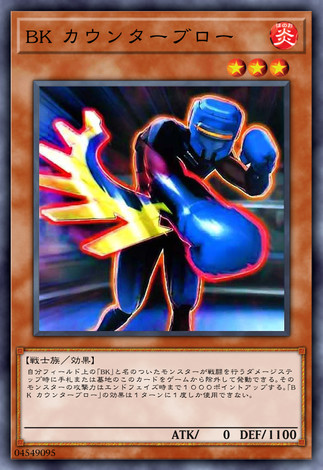 BK カウンターブロー
炎
【戦士族／効果】
自分フィールド上の「BK」と名のついたモンスターが戦闘を行うダメージステ
ップ時に手札または墓地のこのカードをゲームから除外して発動できる。そのモ
ンスターの攻撃力はエンドフェイズ時まで１０００ポイントアップする。「B
K カウンターブロー」の効果は１ターンに１度しか使用できない。
ATK/ 0 DEF/1100
04549095